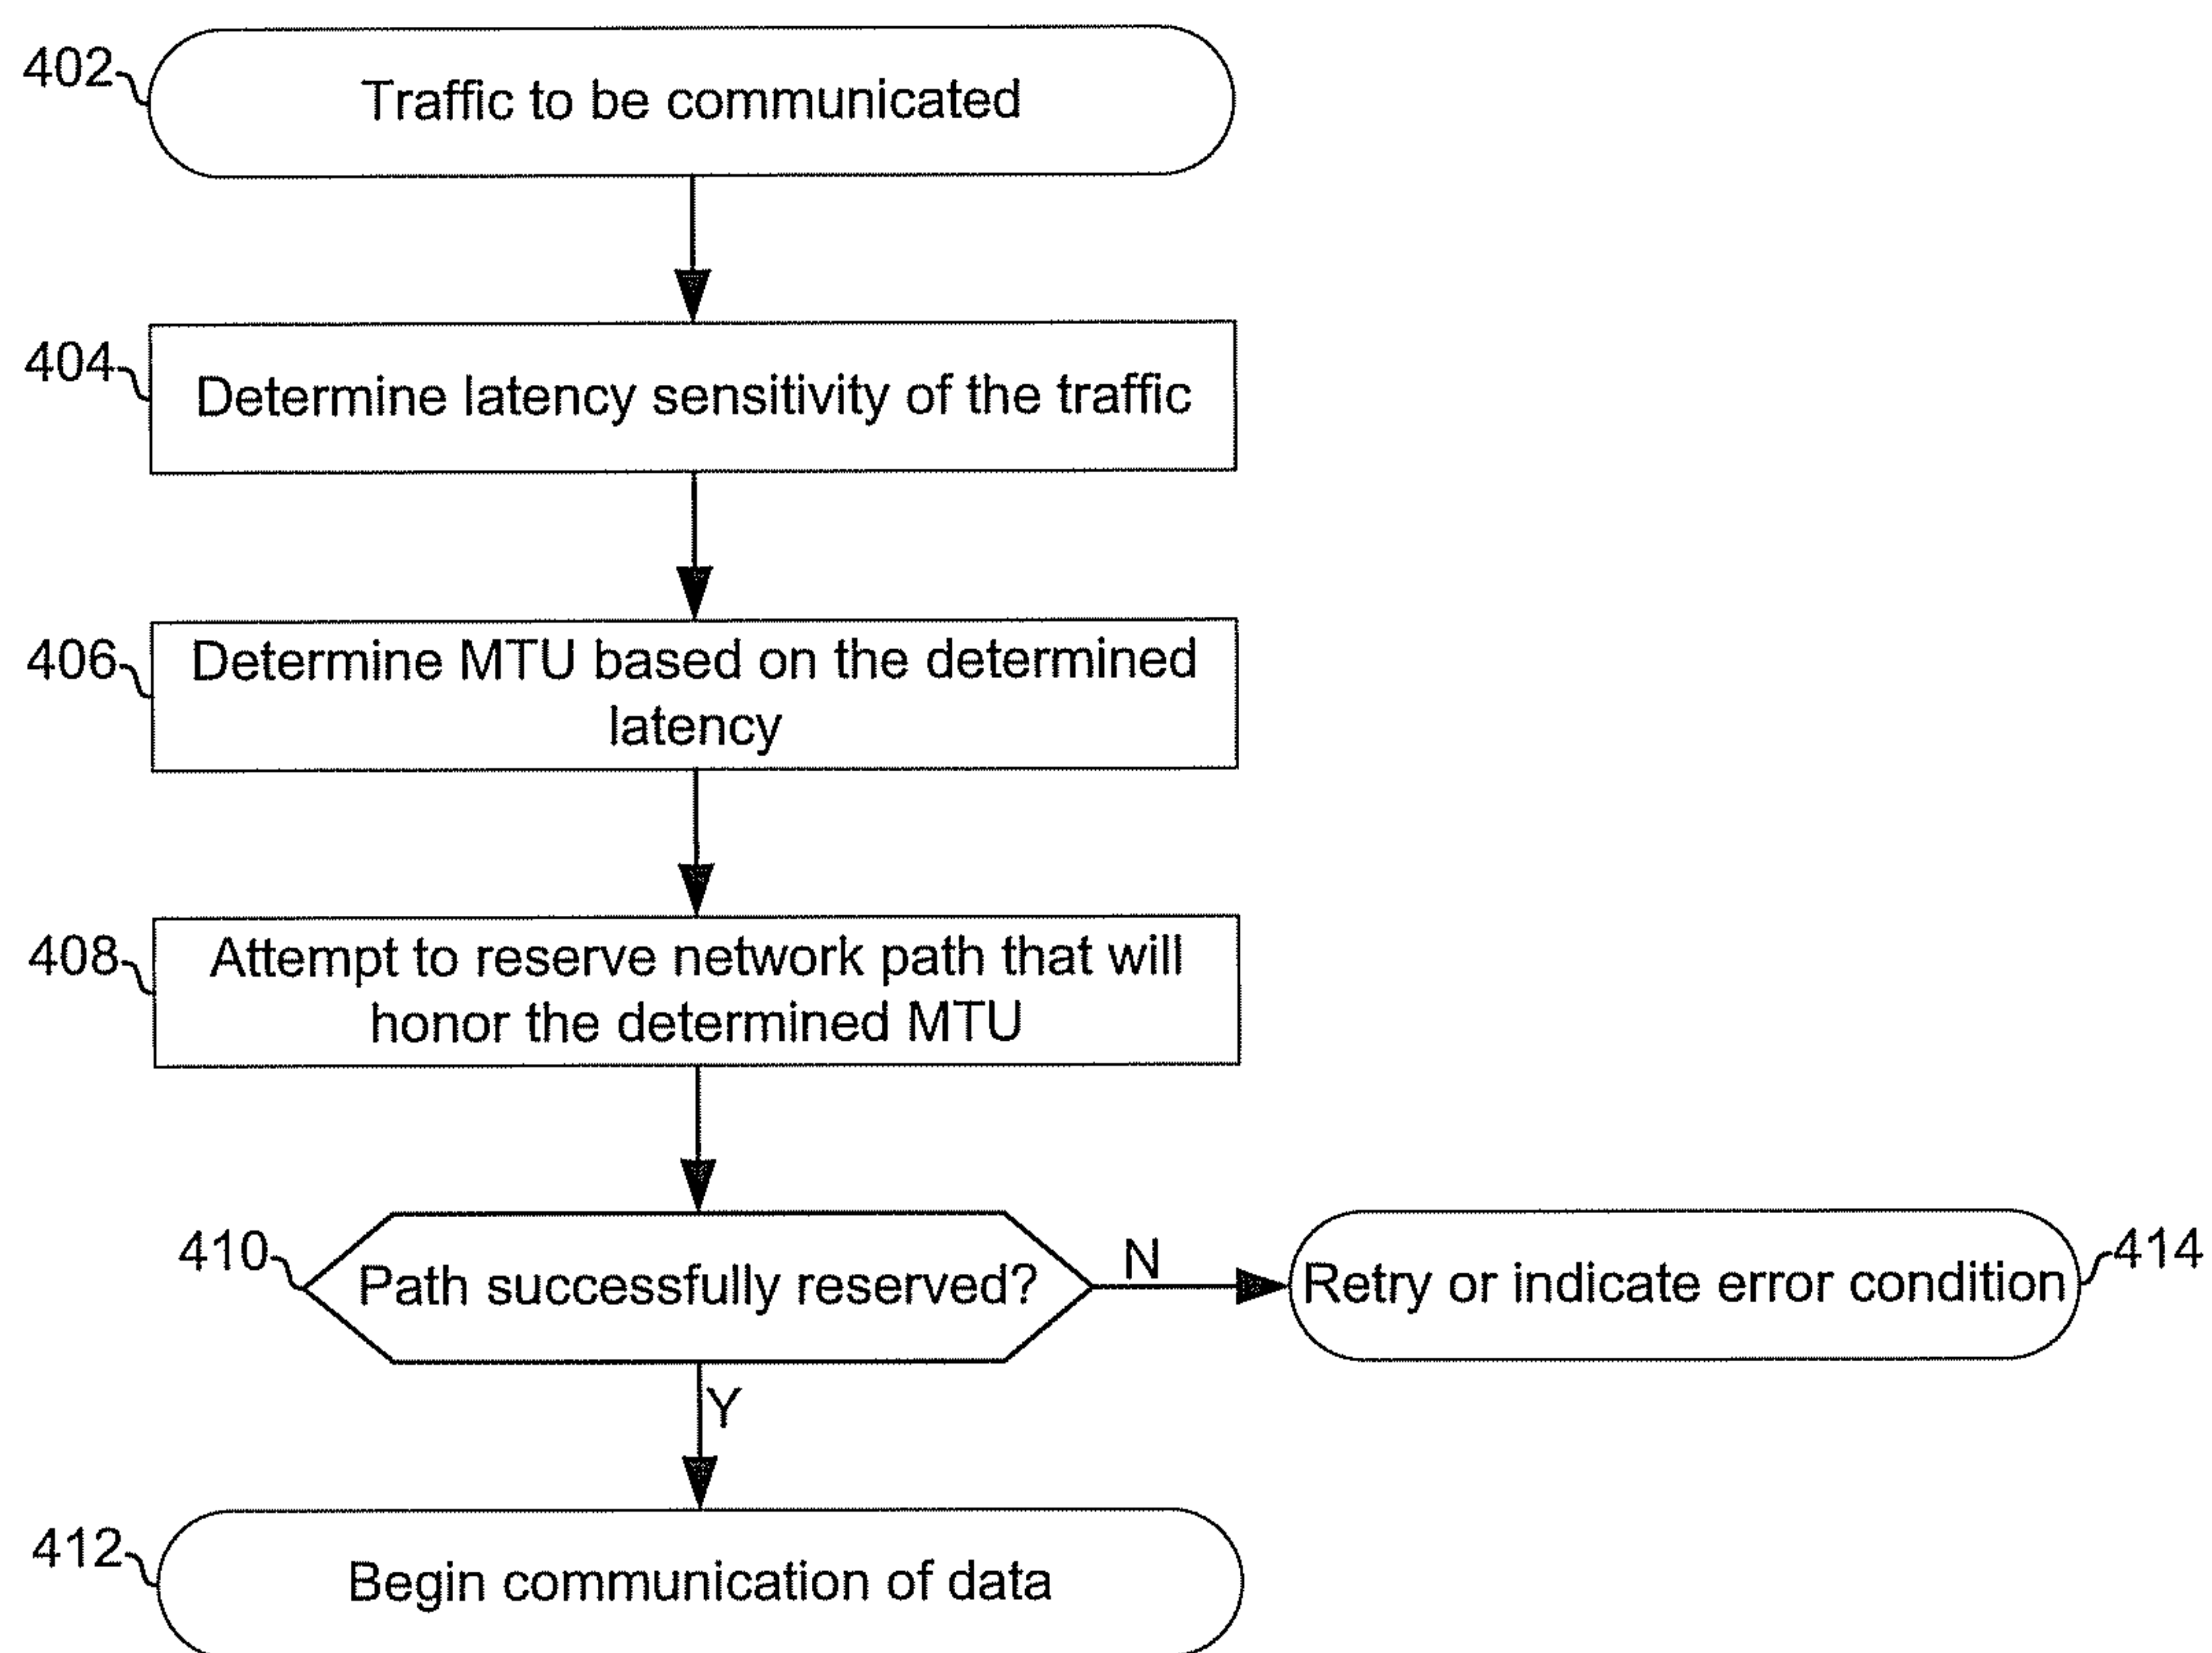 402
Traffic to be communicated
404
Determine latency sensitivity of the traffic
406
Determine MTU based on the determined
latency
408
Attempt to reserve network path that will
honor the determined MTU
410
Path successfully reserved?
N
Retry or indicate error condition
414
Y
412
Begin communication of data